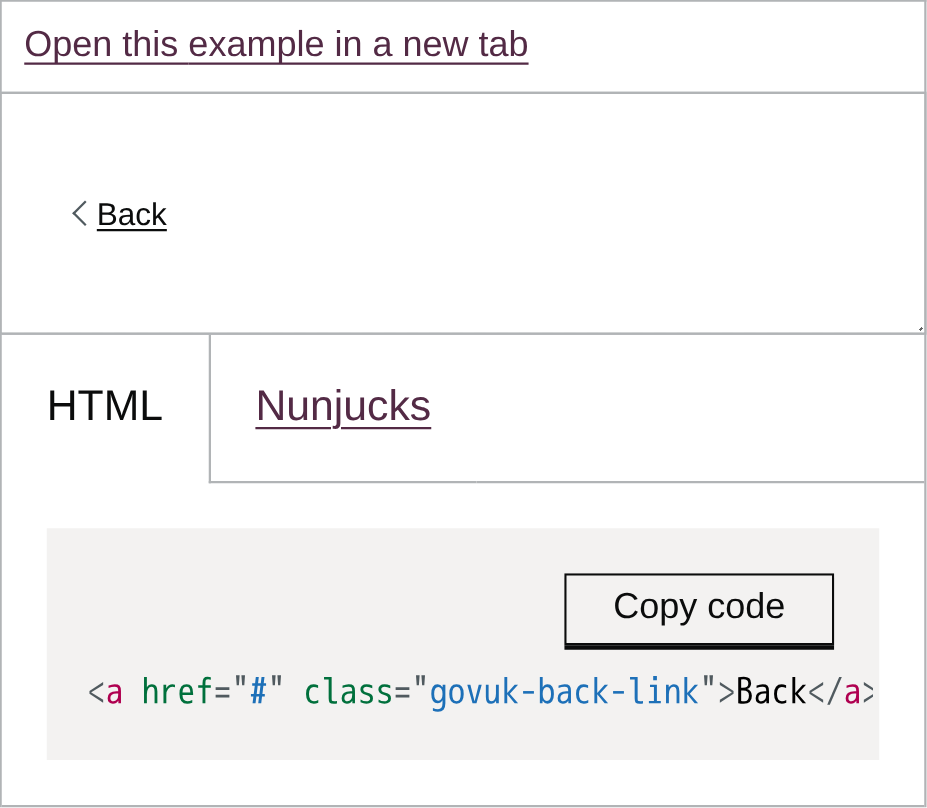 Open this example in a new tab
Back
HTML
Nunjucks
Copy code
<a href="#" class="govuk-back-link">Back</a>